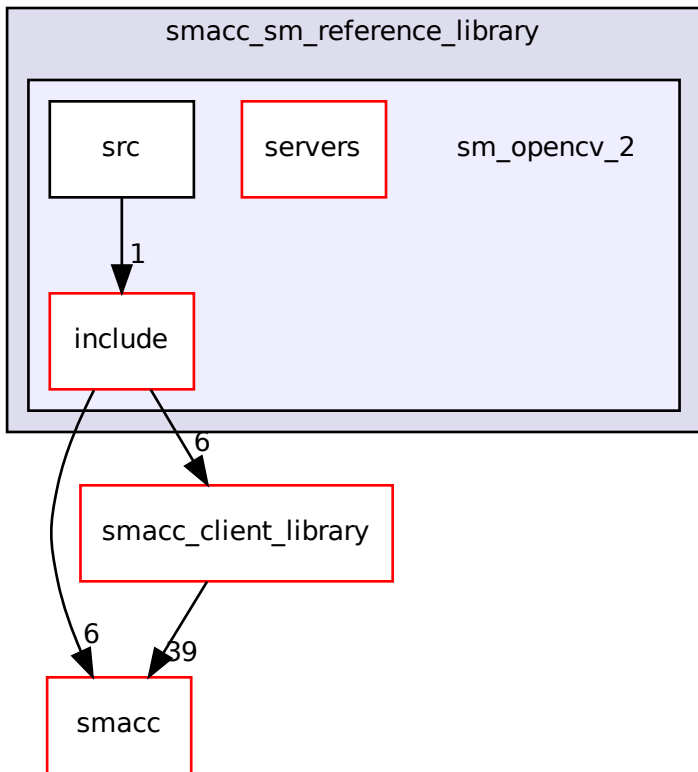 smacc_sm_reference_library
src
servers
sm_opencv_2
1
include
6
smacc_client_library
6
39
smacc